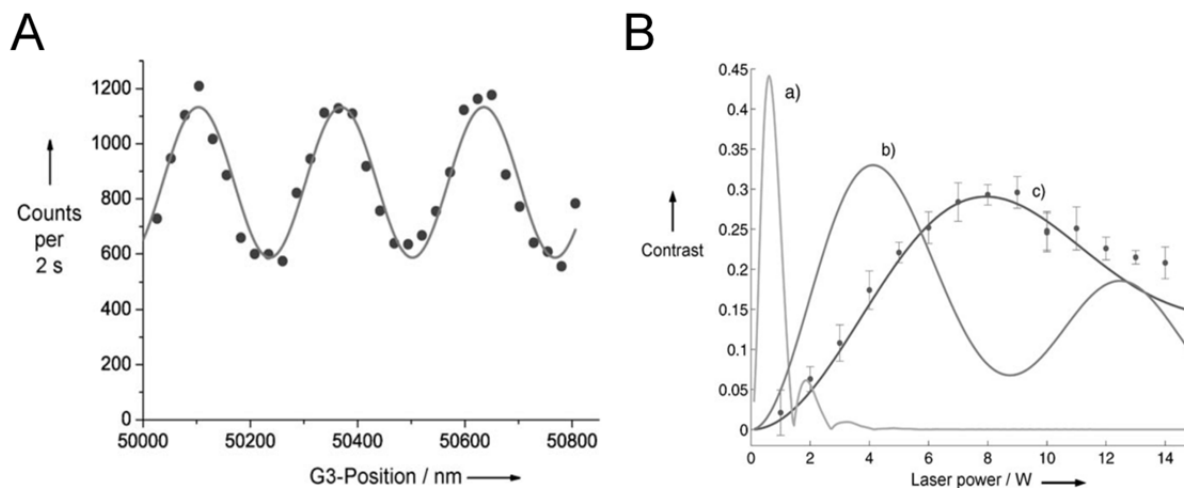 A
1200
1000
800
600
400
200
0
Counts
per
2 s
50000
50200
50400
50600
50800
G3-Position / nm
B
0.45
0.4
0.35
0.3
0.25
0.2
0.15
0.1
0.05
0
Contrast
a)
b)
c)
0
2
4
6
8
10
12
14
Laser power / W